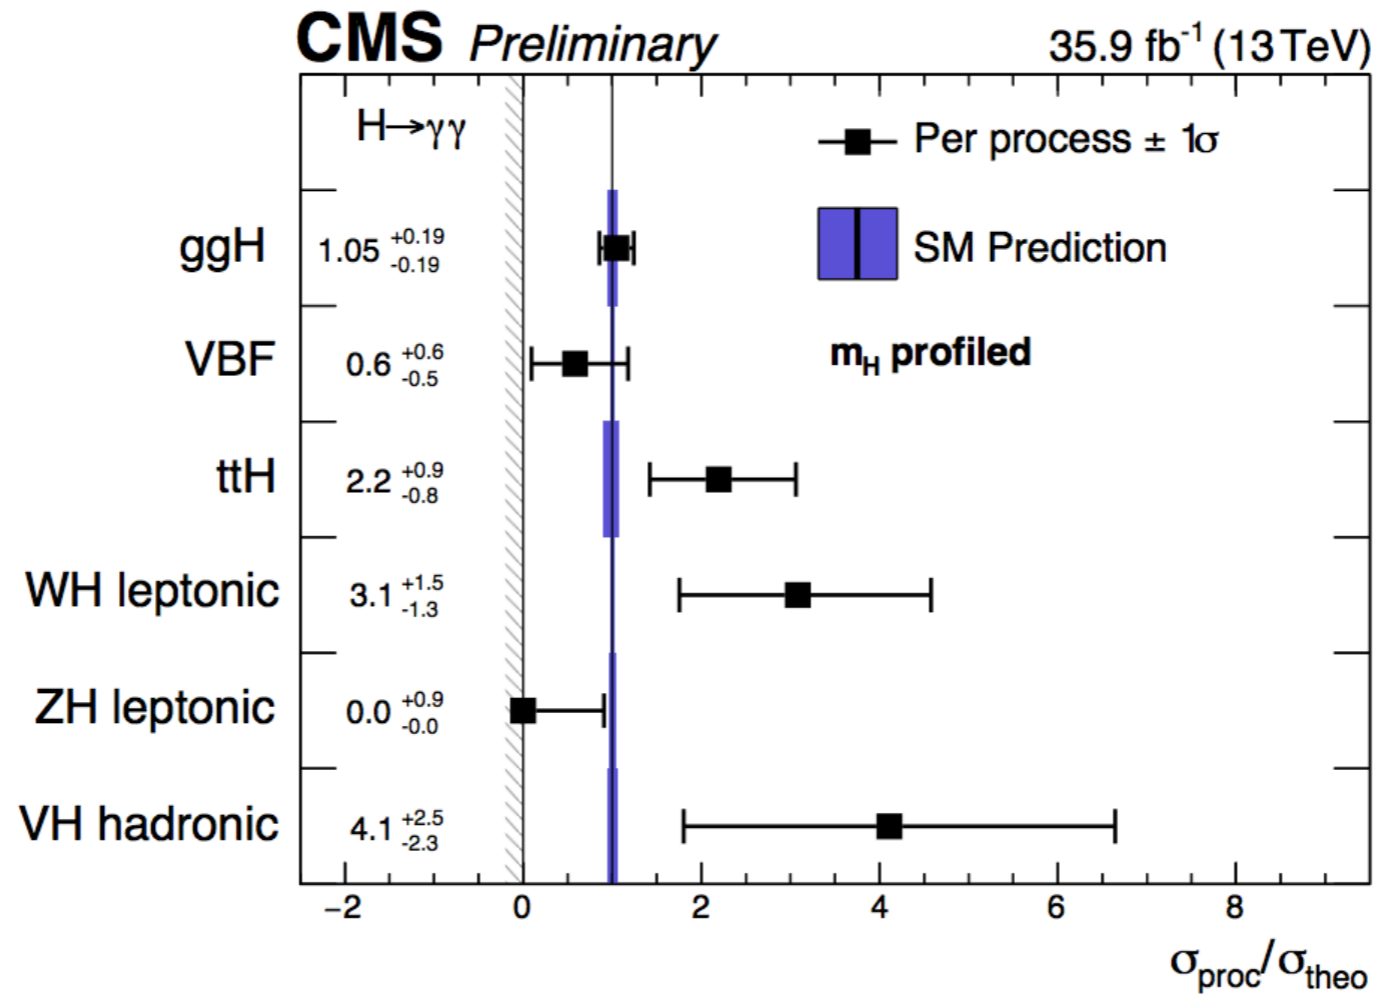 CMS Preliminary 35.9 fb⁻¹ (13 TeV)
H→γγ
Per process ± 1σ
SM Prediction
m_H profiled
ggH 1.05 +0.19 -0.19
VBF 0.6 +0.6 -0.5
ttH 2.2 +0.9 -0.8
WH leptonic 3.1 +1.5 -1.3
ZH leptonic 0.0 +0.9 -0.0
VH hadronic 4.1 +2.5 -2.3
−2 0 2 4 6 8
σ_proc/σ_theo